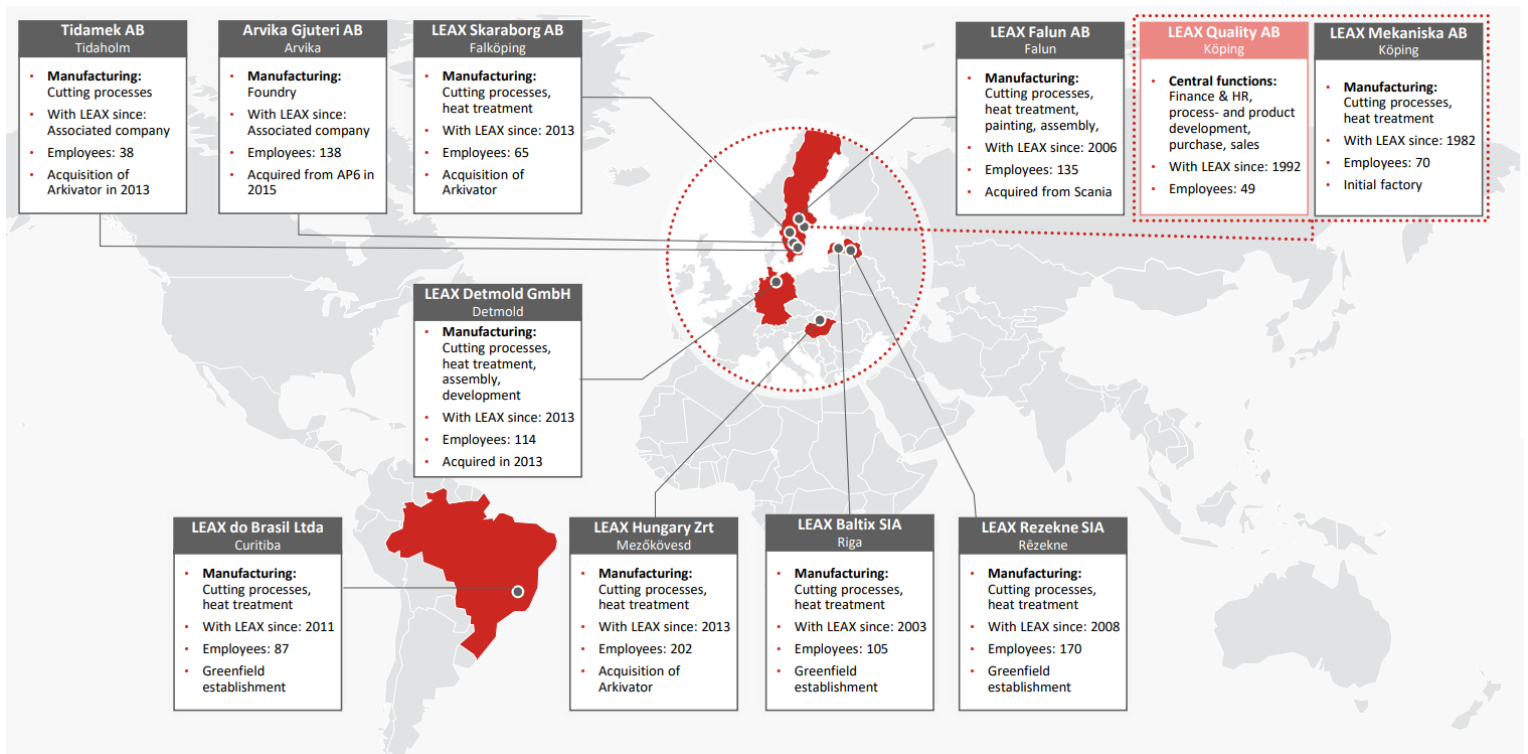 Tidamek AB
Tidaholm
• Manufacturing:
Cutting processes
• With LEAX since:
Associated company
• Employees: 38
• Acquisition of
Arkivator in 2013
Arvika Gjuteri AB
Arvika
• Manufacturing:
Foundry
• With LEAX since:
Associated company
• Employees: 138
• Acquired from AP6 in
2015
LEAX Skaraborg AB
Falköping
• Manufacturing:
Cutting processes,
heat treatment
• With LEAX since: 2013
• Employees: 65
• Acquisition of
Arkivator
LEAX Falun AB
Falun
• Manufacturing:
Cutting processes,
heat treatment,
painting, assembly,
• With LEAX since: 2006
• Employees: 135
• Acquired from Scania
LEAX Quality AB
Köping
• Central functions:
Finance & HR,
process- and product
development,
purchase, sales
• With LEAX since: 1992
• Employees: 49
LEAX Mekaniska AB
Köping
• Manufacturing:
Cutting processes,
heat treatment
• With LEAX since: 1982
• Employees: 70
• Initial factory
LEAX Detmold GmbH
Detmold
• Manufacturing:
Cutting processes,
heat treatment,
assembly,
development
• With LEAX since: 2013
• Employees: 114
• Acquired in 2013
LEAX do Brasil Ltda
Curitiba
• Manufacturing:
Cutting processes,
heat treatment
• With LEAX since: 2011
• Employees: 87
• Greenfield
establishment
LEAX Hungary Zrt
Mezőkövesd
• Manufacturing:
Cutting processes,
heat treatment
• With LEAX since: 2013
• Employees: 202
• Acquisition of
Arkivator
LEAX Baltix SIA
Riga
• Manufacturing:
Cutting processes,
heat treatment
• With LEAX since: 2003
• Employees: 105
• Greenfield
establishment
LEAX Rezekne SIA
Rēzekne
• Manufacturing:
Cutting processes,
heat treatment
• With LEAX since: 2008
• Employees: 170
• Greenfield
establishment